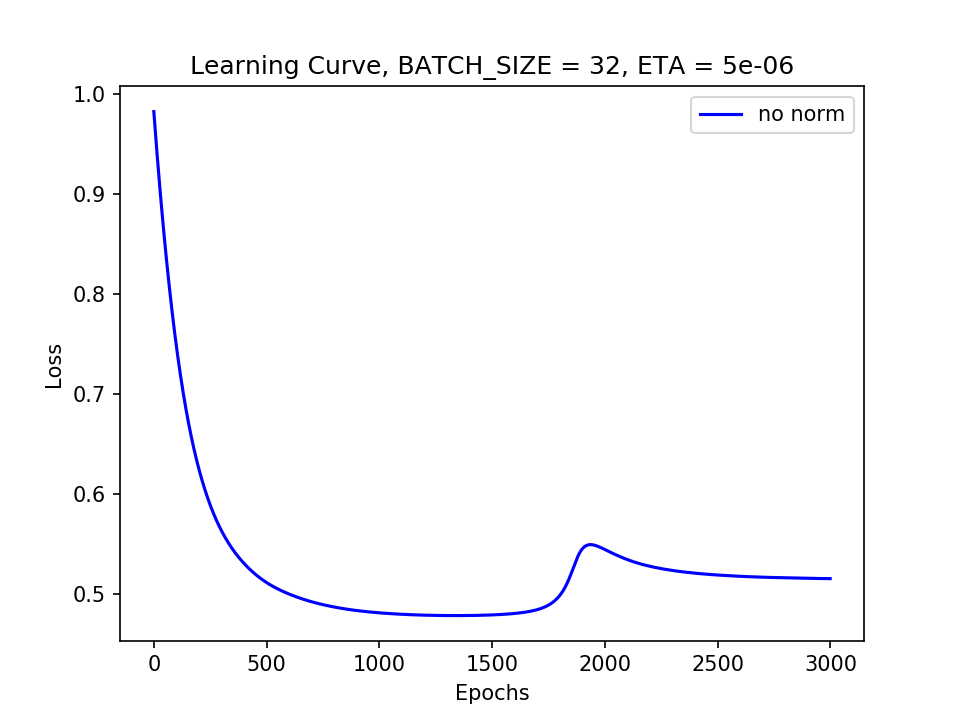 Learning Curve, BATCH_SIZE = 32, ETA = 5e-06
no norm
1.0
0.9
0.8
0.7
0.6
0.5
Loss
0 500 1000 1500 2000 2500 3000
Epochs